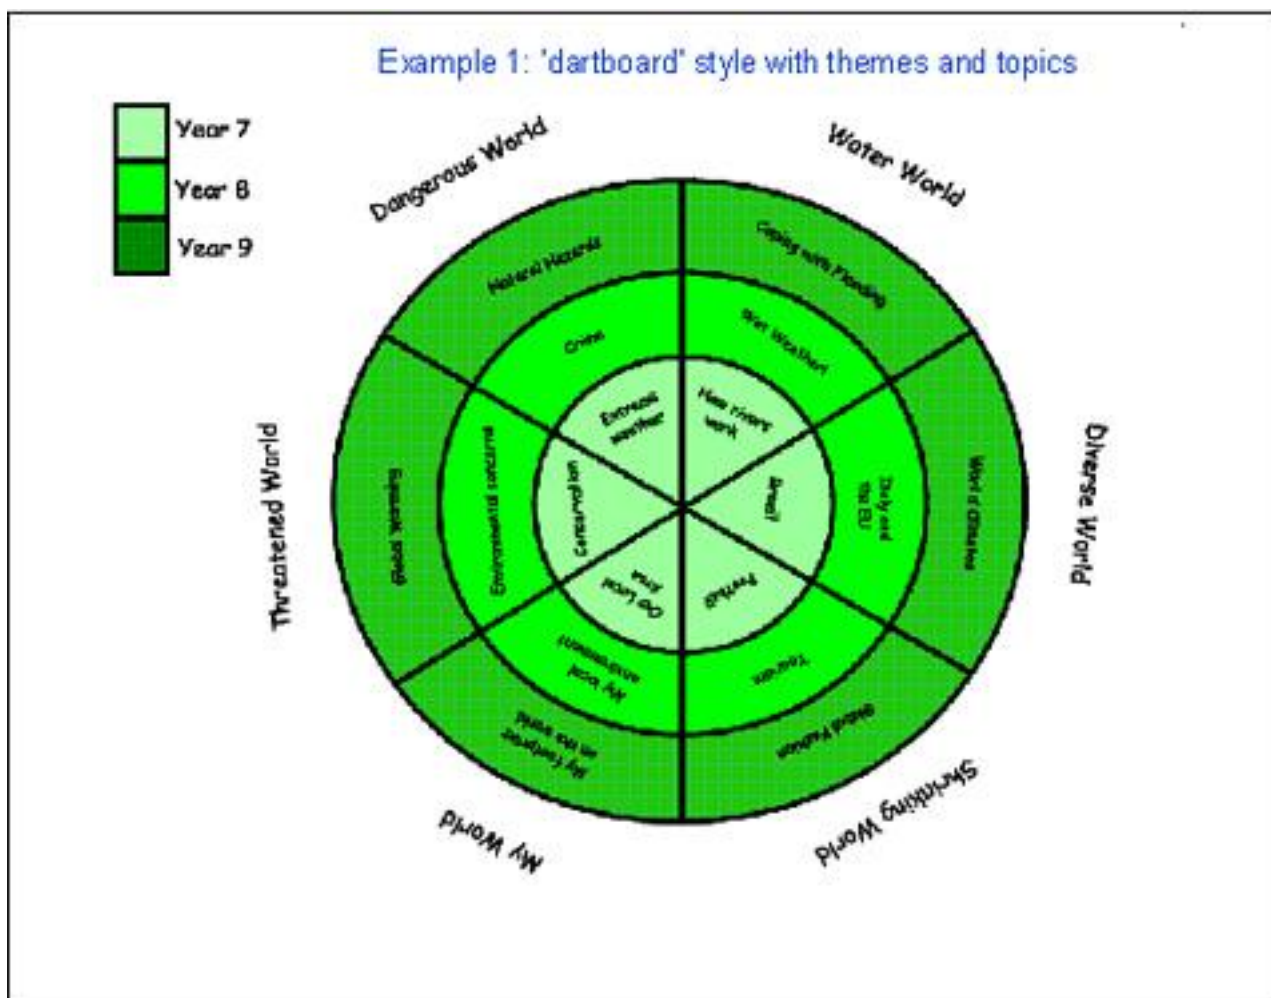 Example 1: 'dartboard' style with themes and topics
Year 7
Year 8
Year 9
Dangerous World
Natural Hazards
Crime
Extreme
weather
Water World
Coping with Flooding
Wet Weather!
How rivers
work
Diverse World
World
Italy and
the EU
Brazil
Shrinking World
Global Fashion
Tourism
Football
My World
My footprint
on the world
My local
environment
Our Local
Area
Threatened World
Global Warming
Environmental concerns
Conservation